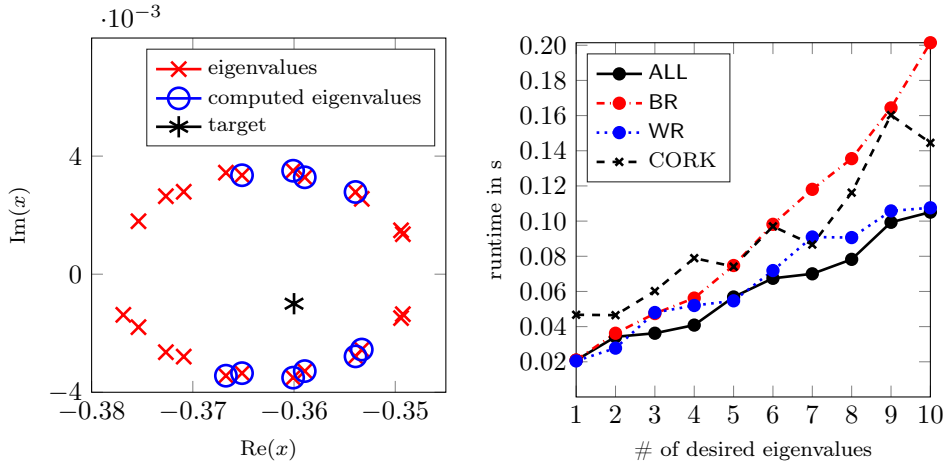 ·10−3
eigenvalues
computed eigenvalues
target
4
0
−4
−0.38 −0.37 −0.36 −0.35
Re(x)
Im(x)
0.20
0.18
0.16
0.14
0.12
0.10
0.08
0.06
0.04
0.02
ALL
BR
WR
CORK
1 2 3 4 5 6 7 8 9 10
# of desired eigenvalues
runtime in s